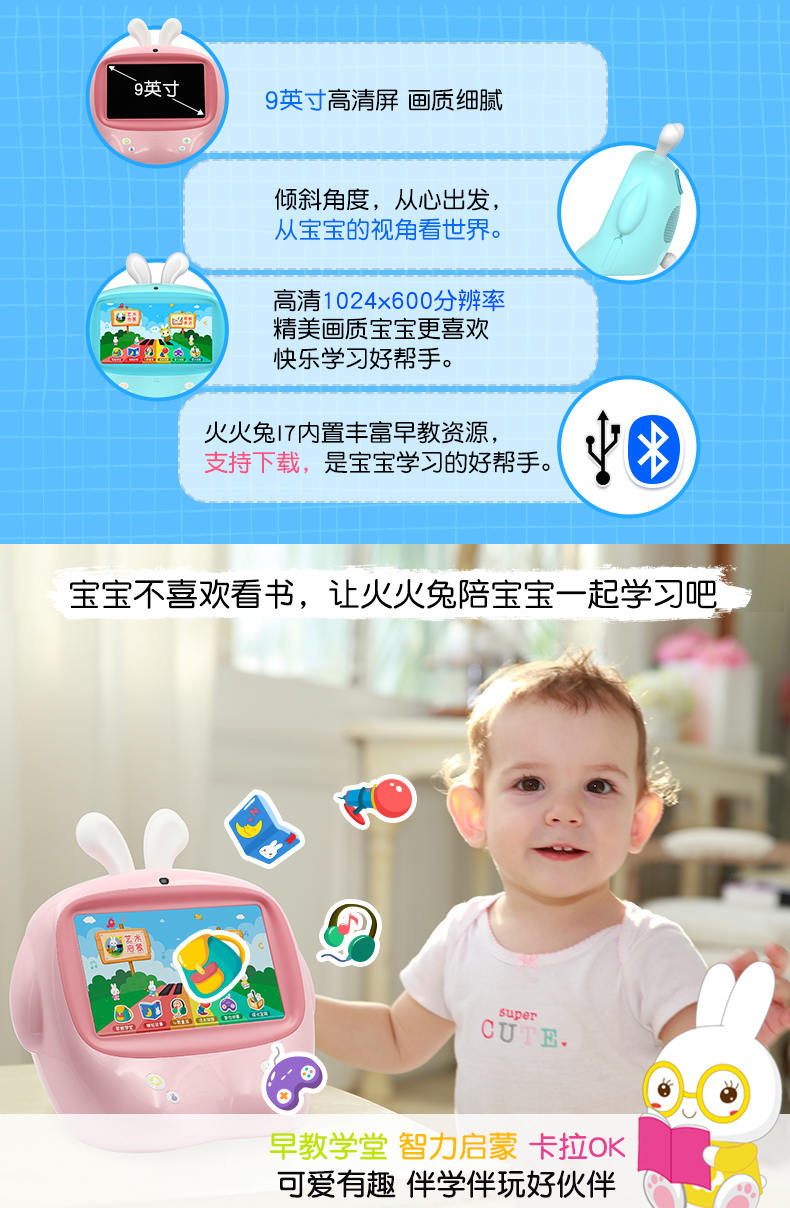 9英寸
9英寸高清屏 画质细腻
倾斜角度，从心出发，
从宝宝的视角看世界。
高清1024x600分辨率
精美画质宝宝更喜欢
快乐学习好帮手。
火火兔I7内置丰富早教资源，
支持下载，是宝宝学习的好帮手。
宝宝不喜欢看书，让火火兔陪宝宝一起学习吧
艺术
启蒙
super
CUTE.
早教学堂 智力启蒙 卡拉OK
可爱有趣 伴学伴玩好伙伴